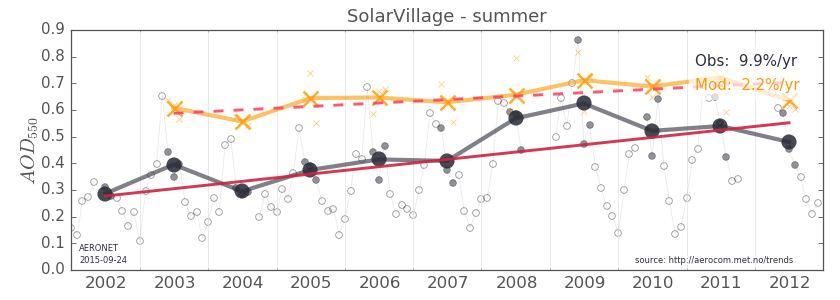 SolarVillage - summer
0.9
0.8
0.7
0.6
0.5
0.4
0.3
0.2
0.1
0.0
AOD550
Obs: 9.9%/yr
Mod: 2.2%/yr
AERONET
2015-09-24
source: http://aerocom.met.no/trends
2002 2003 2004 2005 2006 2007 2008 2009 2010 2011 2012